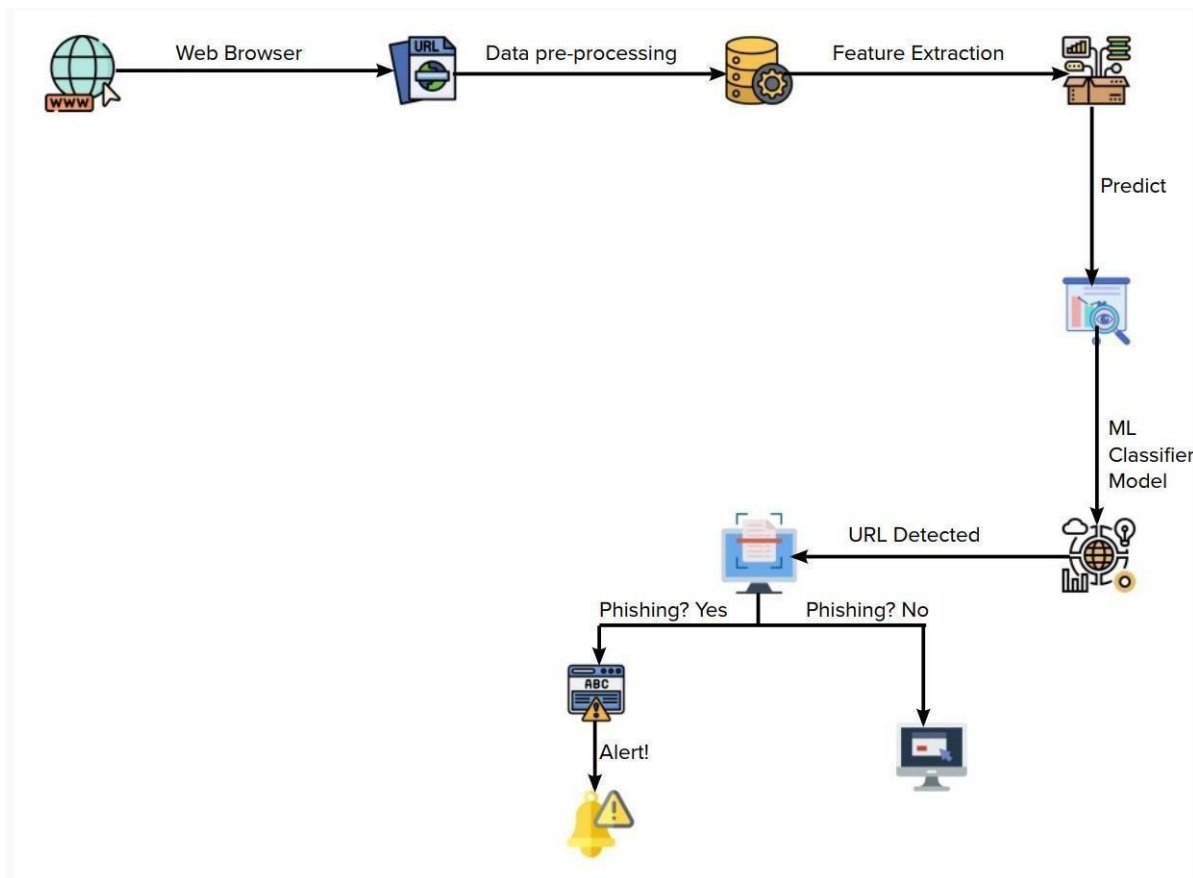 Web Browser
Data pre-processing
Feature Extraction
WWW
URL
Predict
ML
Classifier
Model
URL Detected
Phishing? Yes
Phishing? No
ABC
Alert!